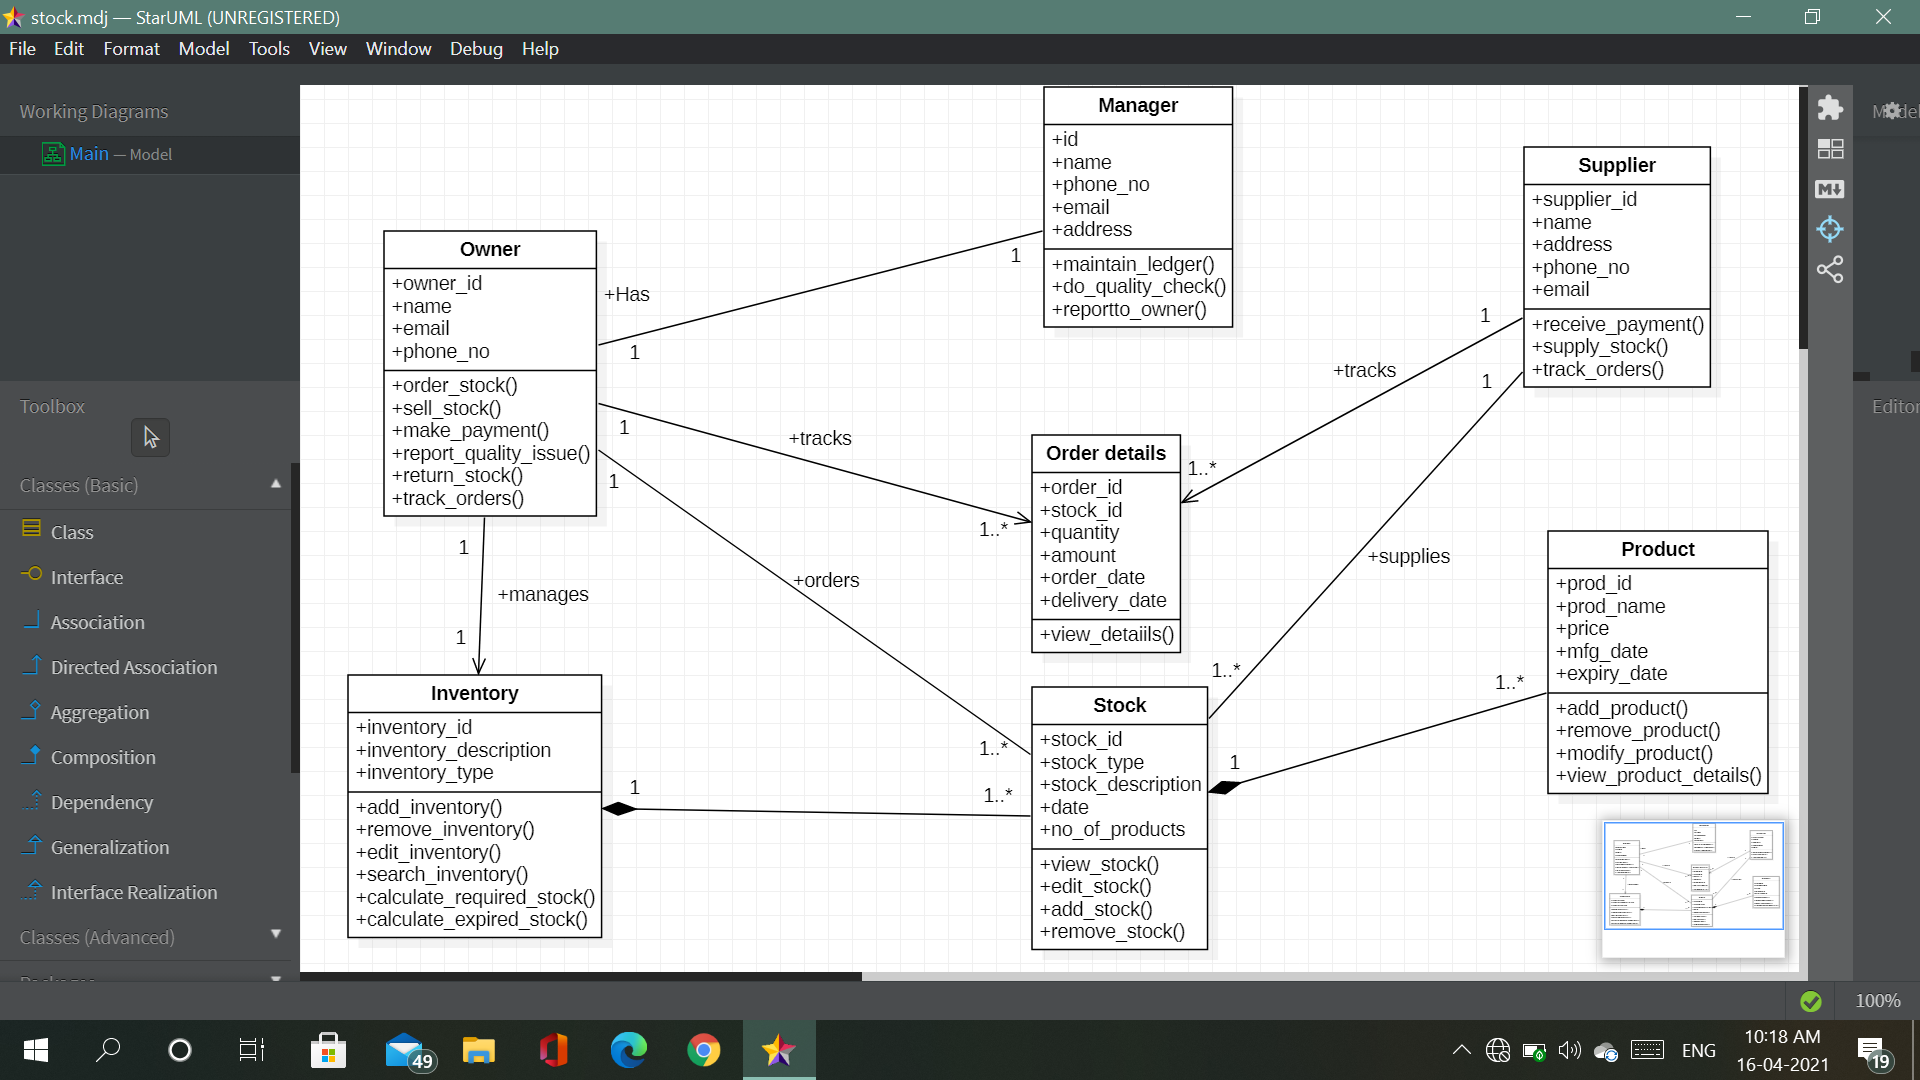 stock.mdj — StarUML (UNREGISTERED)
File Edit Format Model Tools View Window Debug Help
Working Diagrams
Main — Model
Toolbox
Classes (Basic)
Class
Interface
Association
Directed Association
Aggregation
Composition
Dependency
Generalization
Interface Realization
Classes (Advanced)
Manager
+id
+name
+phone_no
+email
+address
+maintain_ledger()
+do_quality_check()
+reportto_owner()
Supplier
+supplier_id
+name
+address
+phone_no
+email
+receive_payment()
+supply_stock()
+track_orders()
Owner
+owner_id
+name
+email
+phone_no
+order_stock()
+sell_stock()
+make_payment()
+report_quality_issue()
+return_stock()
+track_orders()
+Has
1
1
1
+tracks
1..*
1
+tracks
1..*
1
+orders
1..*
1
+supplies
1..*
1
+manages
1
Order details
+order_id
+stock_id
+quantity
+amount
+order_date
+delivery_date
+view_detaiils()
Product
+prod_id
+prod_name
+price
+mfg_date
+expiry_date
+add_product()
+remove_product()
+modify_product()
+view_product_details()
Inventory
+inventory_id
+inventory_description
+inventory_type
+add_inventory()
+remove_inventory()
+edit_inventory()
+search_inventory()
+calculate_required_stock()
+calculate_expired_stock()
1
1..*
Stock
+stock_id
+stock_type
+stock_description
+date
+no_of_products
+view_stock()
+edit_stock()
+add_stock()
+remove_stock()
1
1..*
M↓
Editor
100%
49
ENG
10:18 AM
16-04-2021
19